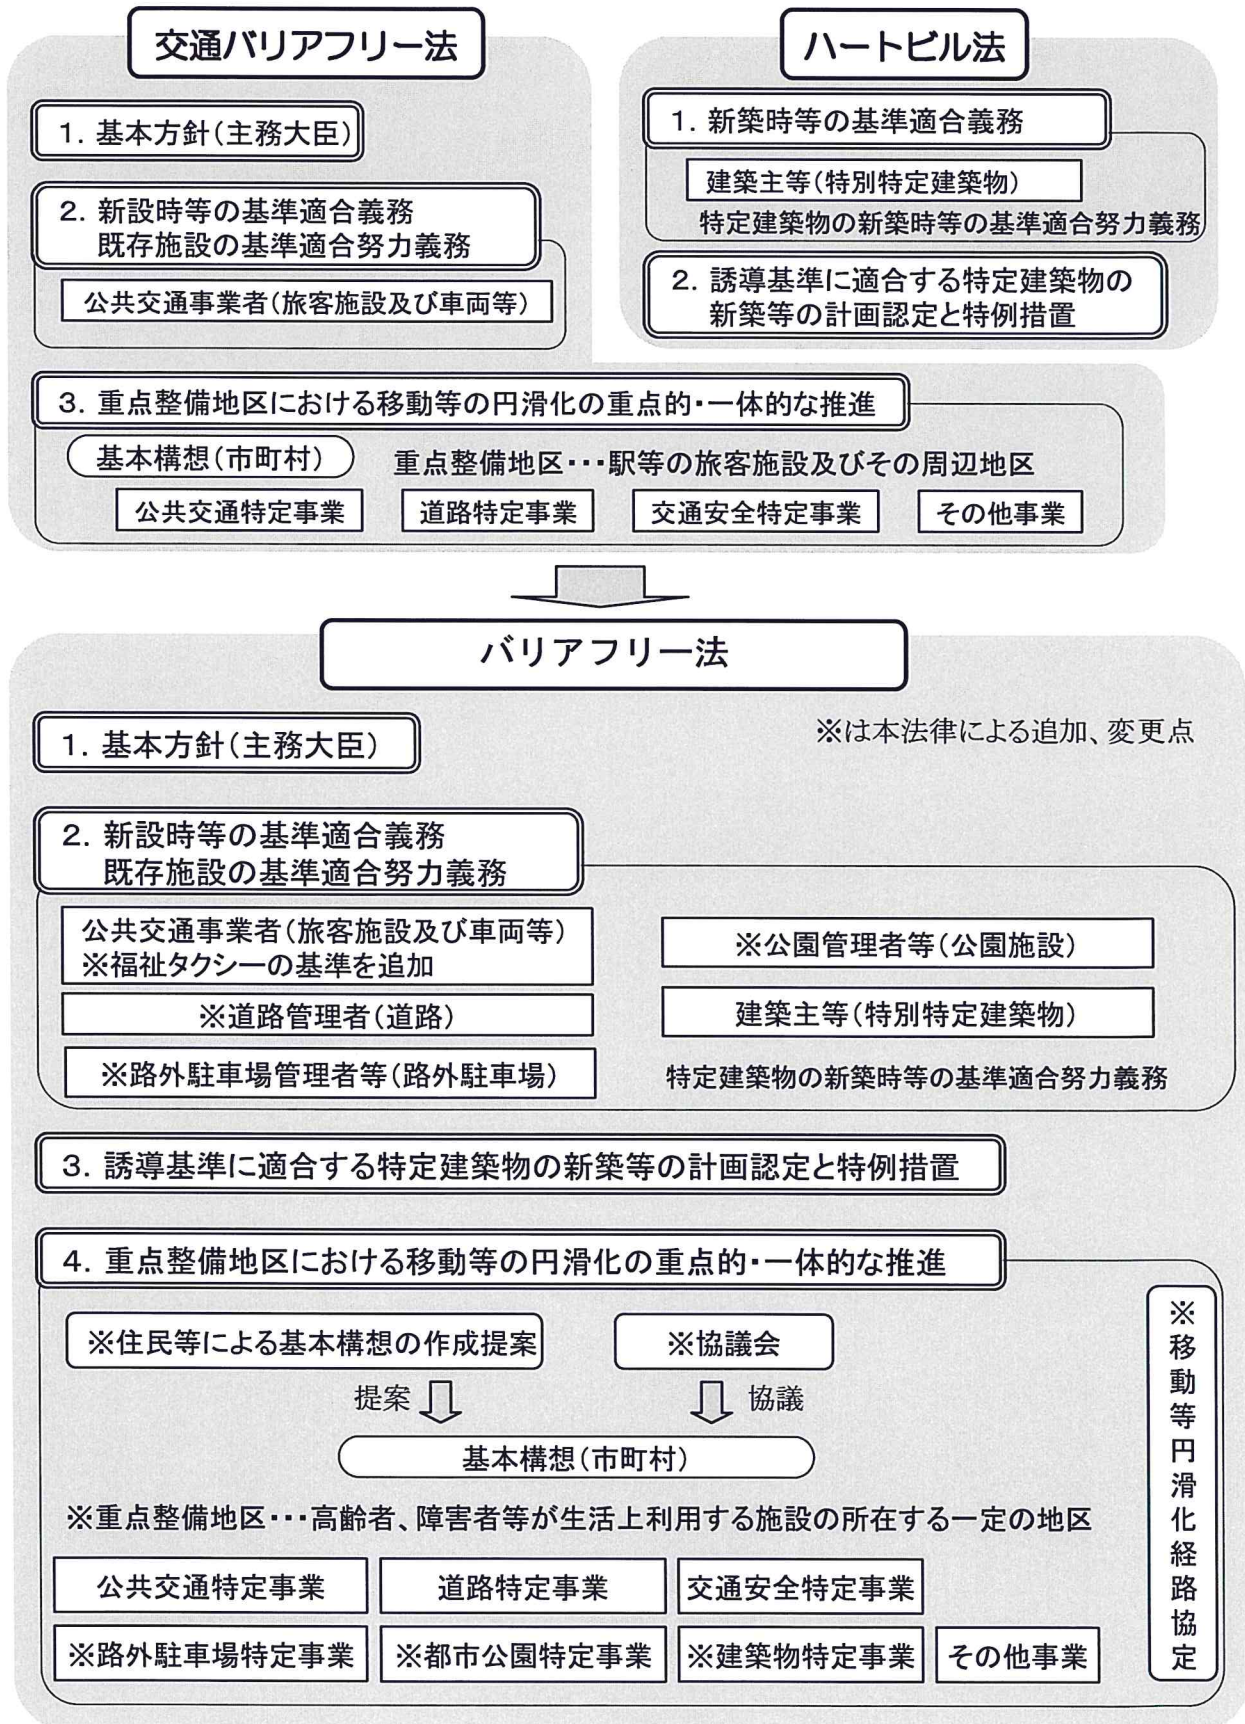 交通バリアフリー法
1. 基本方針(主務大臣)
2. 新設時等の基準適合義務
既存施設の基準適合努力義務
公共交通事業者(旅客施設及び車両等)
ハートビル法
1. 新築時等の基準適合義務
建築主等(特別特定建築物)
特定建築物の新築時等の基準適合努力義務
2. 誘導基準に適合する特定建築物の
新築等の計画認定と特例措置
3. 重点整備地区における移動等の円滑化の重点的・一体的な推進
基本構想(市町村)
重点整備地区・・・駅等の旅客施設及びその周辺地区
公共交通特定事業
道路特定事業
交通安全特定事業
その他事業
バリアフリー法
1. 基本方針(主務大臣)
※は本法律による追加、変更点
2. 新設時等の基準適合義務
既存施設の基準適合努力義務
公共交通事業者(旅客施設及び車両等)
※福祉タクシーの基準を追加
※道路管理者(道路)
※路外駐車場管理者等(路外駐車場)
※公園管理者等(公園施設)
建築主等(特別特定建築物)
特定建築物の新築時等の基準適合努力義務
3. 誘導基準に適合する特定建築物の新築等の計画認定と特例措置
4. 重点整備地区における移動等の円滑化の重点的・一体的な推進
※住民等による基本構想の作成提案
※協議会
提案
協議
基本構想(市町村)
※重点整備地区・・・高齢者、障害者等が生活上利用する施設の所在する一定の地区
公共交通特定事業
道路特定事業
交通安全特定事業
※路外駐車場特定事業
※都市公園特定事業
※建築物特定事業
その他事業
※移動等円滑化経路協定